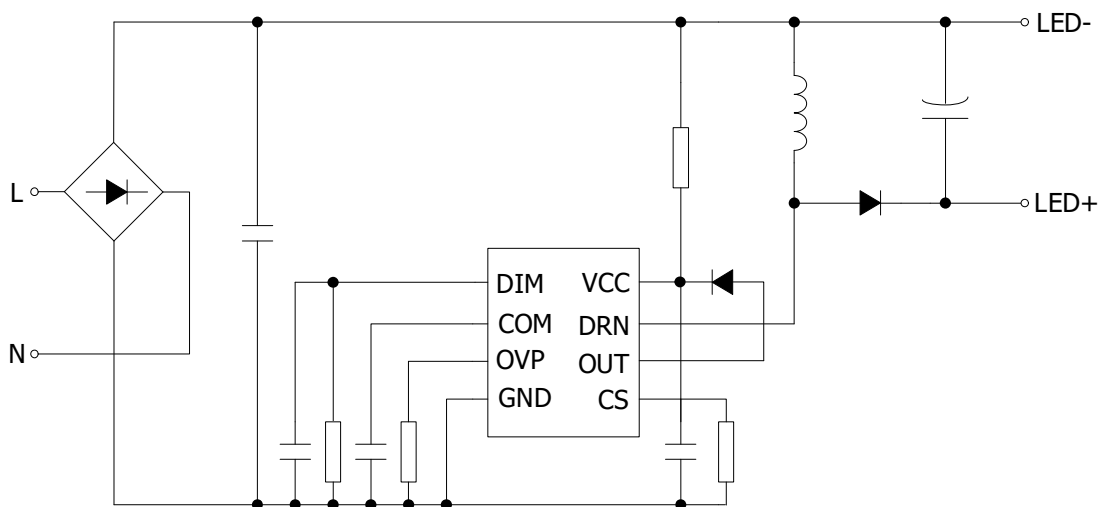 LED-
L
LED+
DIM VCC
COM DRN
N
OVP OUT
GND CS